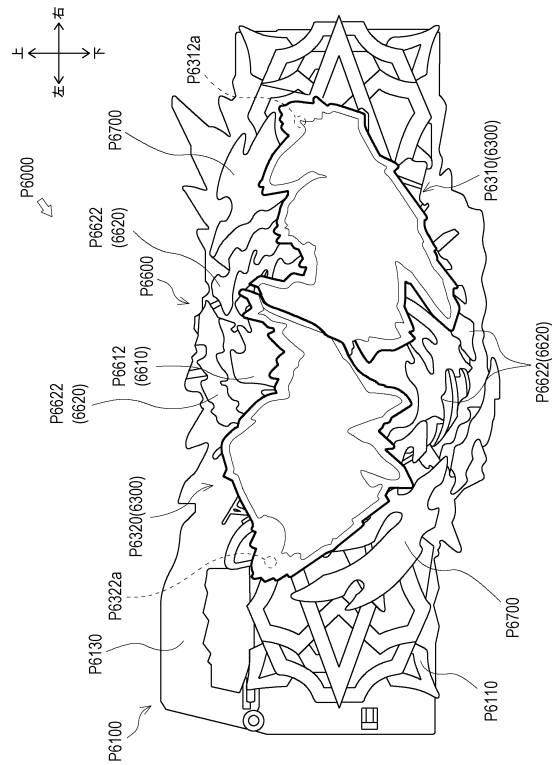 右
上
下
左
P6312a
P6700
P6000
P6310(6300)
P6622
(6620)
P6600
P6612
(6610)
P6622
(6620)
P6622(6620)
P6320(6300)
P6322a
P6130
P6700
P6110
P6100